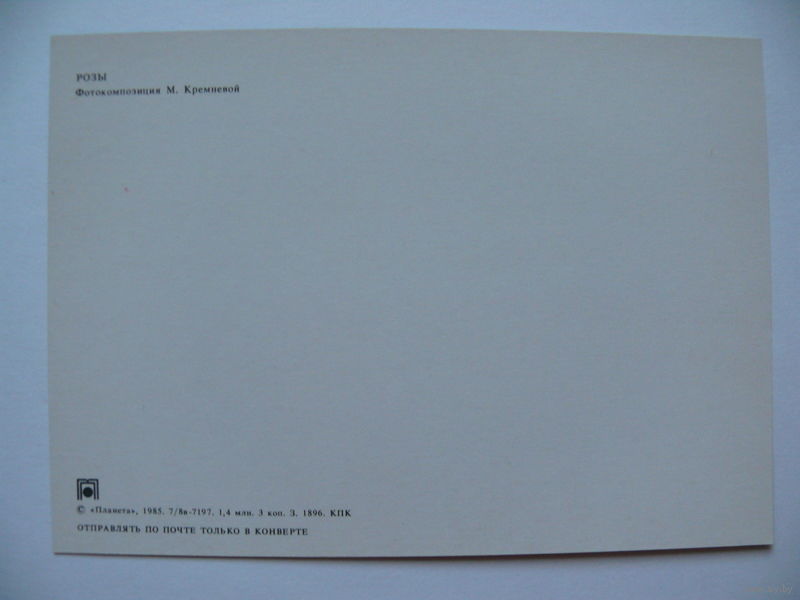 РОЗЫ
Фотокомпозиция М. Кремневой
© «Планета», 1985. 7/8в-7197. 1,4 млн. 3 коп. З. 1896. КПК
ОТПРАВЛЯТЬ ПО ПОЧТЕ ТОЛЬКО В КОНВЕРТЕ